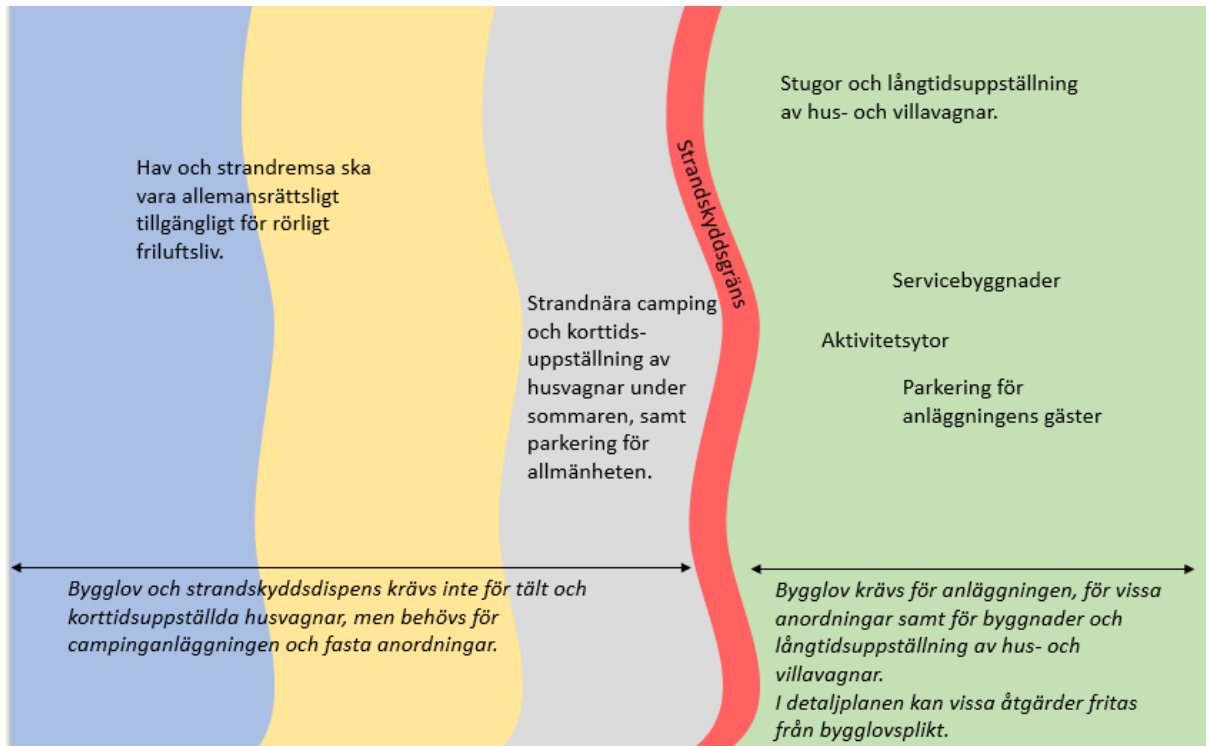 Hav och strandremsa ska
vara allemansrättsligt
tillgängligt för rörligt
friluftsliv.
Strandnära camping
och korttids-
uppställning av
husvagnar under
sommaren, samt
parkering för
allmänheten.
Strandskyddsgräns
Stugor och långtidsuppställning
av hus- och villavagnar.
Servicebyggnader
Aktivitetsytor
Parkering för
anläggningens gäster
Bygglov och strandskyddsdispens krävs inte för tält och
korttidsuppställda husvagnar, men behövs för
campinganläggningen och fasta anordningar.
Bygglov krävs för anläggningen, för vissa
anordningar samt för byggnader och
långtidsuppställning av hus- och
villavagnar.
I detaljplanen kan vissa åtgärder fritas
från bygglovsplikt.